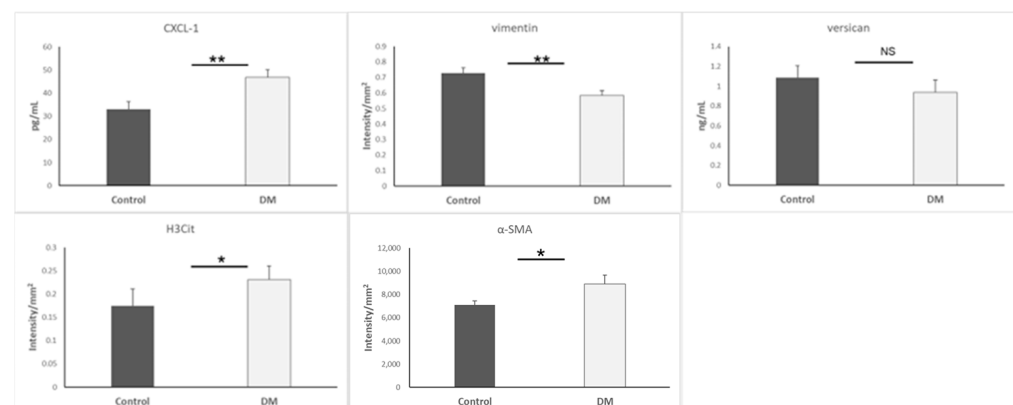 CXCL-1
60
50
40
30
20
10
0
pg/mL
**
Control DM
vimentin
0.9
0.8
0.7
0.6
0.5
0.4
0.3
0.2
0.1
0
Intensity/mm²
**
Control DM
versican
1.4
1.2
1
0.8
0.6
0.4
0.2
0
ng/mL
NS
Control DM
H3Cit
0.3
0.25
0.2
0.15
0.1
0.05
0
Intensity/mm²
*
Control DM
α-SMA
12,000
10,000
8,000
6,000
4,000
2,000
0
Intensity/mm²
*
Control DM